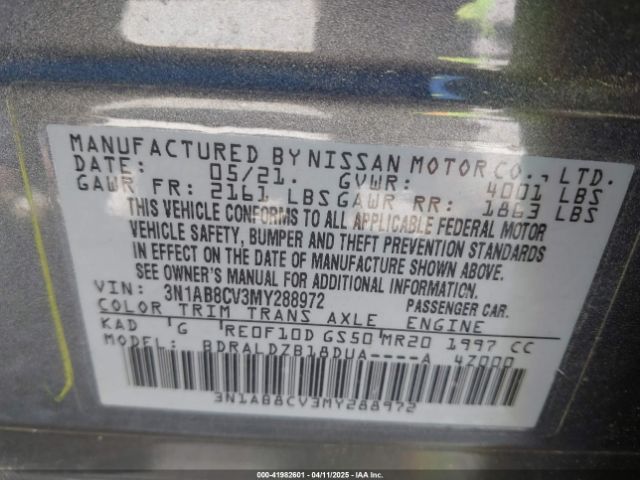 MANUFACTURED BY NISSAN MOTOR CO., LTD.
DATE: 05/21. GVWR: 4001 LBS
GAWR FR: 2161 LBS GAWR RR: 1863 LBS
THIS VEHICLE CONFORMS TO ALL APPLICABLE FEDERAL MOTOR
VEHICLE SAFETY, BUMPER AND THEFT PREVENTION STANDARDS
IN EFFECT ON THE DATE OF MANUFACTURE SHOWN ABOVE.
SEE OWNER'S MANUAL FOR ADDITIONAL INFORMATION
VIN: 3N1AB8CV3MY288972 PASSENGER CAR.
COLOR TRIM TRANS AXLE ENGINE
KAD G RE0F10D GS50 MR20 1997 CC
MODEL: BDRALDZB18DUA----A 4Z000
3N1AB8CV3MY288972
000-41982601 - 04/11/2025 - IAA Inc.